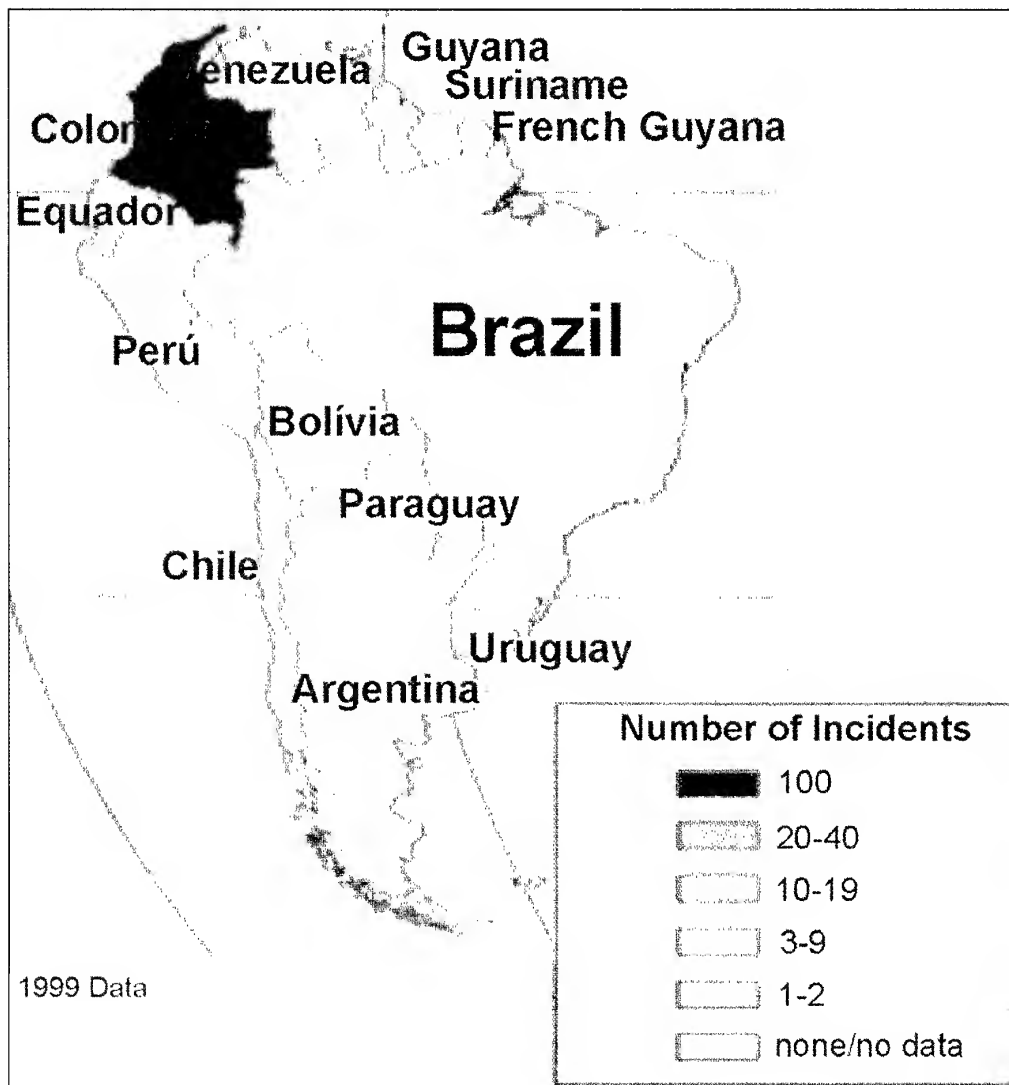 Guyana
enezuela
Suriname
Colom
French Guyana
Equador
Brazil
Perú
Bolívia
Paraguay
Chile
Uruguay
Argentina
Number of Incidents
100
20-40
10-19
3-9
1-2
none/no data
1999 Data